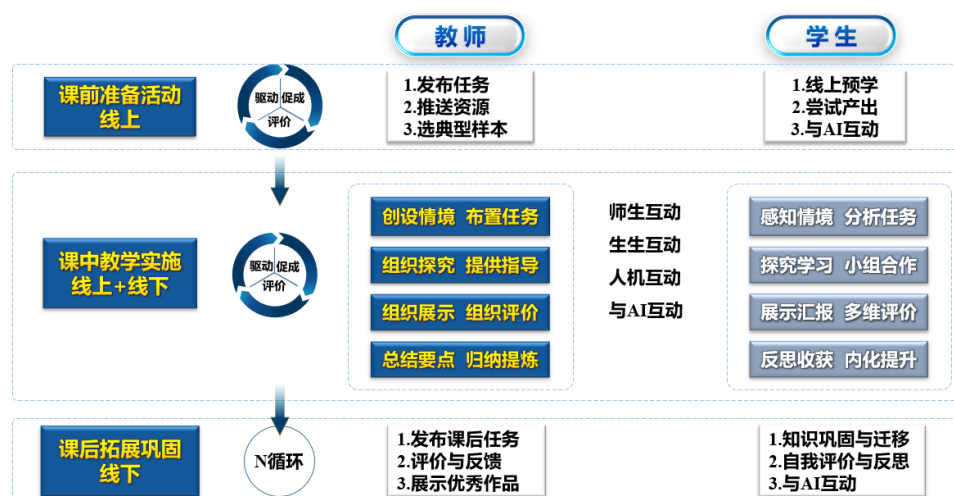 教师
学生
课前准备活动
线上
驱动 促成
评价
1.发布任务
2.推送资源
3.选典型样本
1.线上预学
2.尝试产出
3.与AI互动
课中教学实施
线上+线下
驱动 促成
评价
创设情境 布置任务
组织探究 提供指导
组织展示 组织评价
总结要点 归纳提炼
师生互动
生生互动
人机互动
与AI互动
感知情境 分析任务
探究学习 小组合作
展示汇报 多维评价
反思收获 内化提升
课后拓展巩固
线下
N循环
1.发布课后任务
2.评价与反馈
3.展示优秀作品
1.知识巩固与迁移
2.自我评价与反思
3.与AI互动